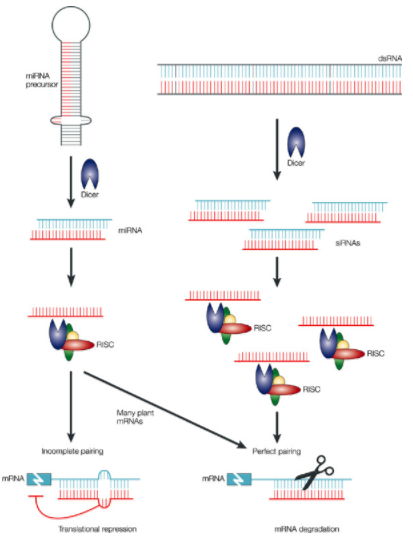 dsRNA
miRNA
precursor
Dicer
Dicer
miRNA
siRNAs
RISC
RISC
RISC
RISC
Many plant
mRNAs
Incomplete pairing
Perfect pairing
mRNA
mRNA
Translational repression
mRNA degradation